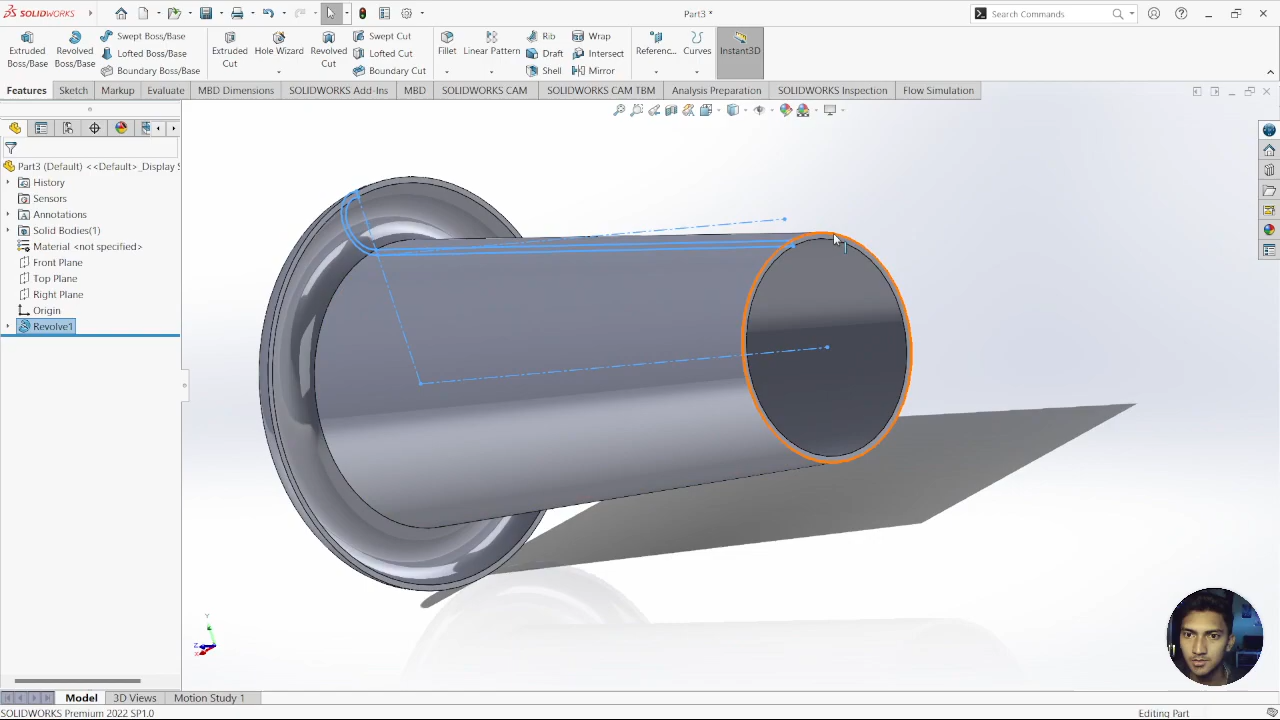 SOLIDWORKS
Part3 *
Search Commands
Extruded Boss/Base
Revolved Boss/Base
Swept Boss/Base
Lofted Boss/Base
Boundary Boss/Base
Extruded Cut
Hole Wizard
Revolved Cut
Swept Cut
Lofted Cut
Boundary Cut
Fillet
Linear Pattern
Rib
Draft
Shell
Wrap
Intersect
Mirror
Referenc...
Curves
Instant3D
Features
Sketch
Markup
Evaluate
MBD Dimensions
SOLIDWORKS Add-Ins
MBD
SOLIDWORKS CAM
SOLIDWORKS CAM TBM
Analysis Preparation
SOLIDWORKS Inspection
Flow Simulation
Part3 (Default) <<Default>_Display S
History
Sensors
Annotations
Solid Bodies(1)
Material <not specified>
Front Plane
Top Plane
Right Plane
Origin
Revolve1
Y
Z
X
Model
3D Views
Motion Study 1
SOLIDWORKS Premium 2022 SP1.0
Editing Part